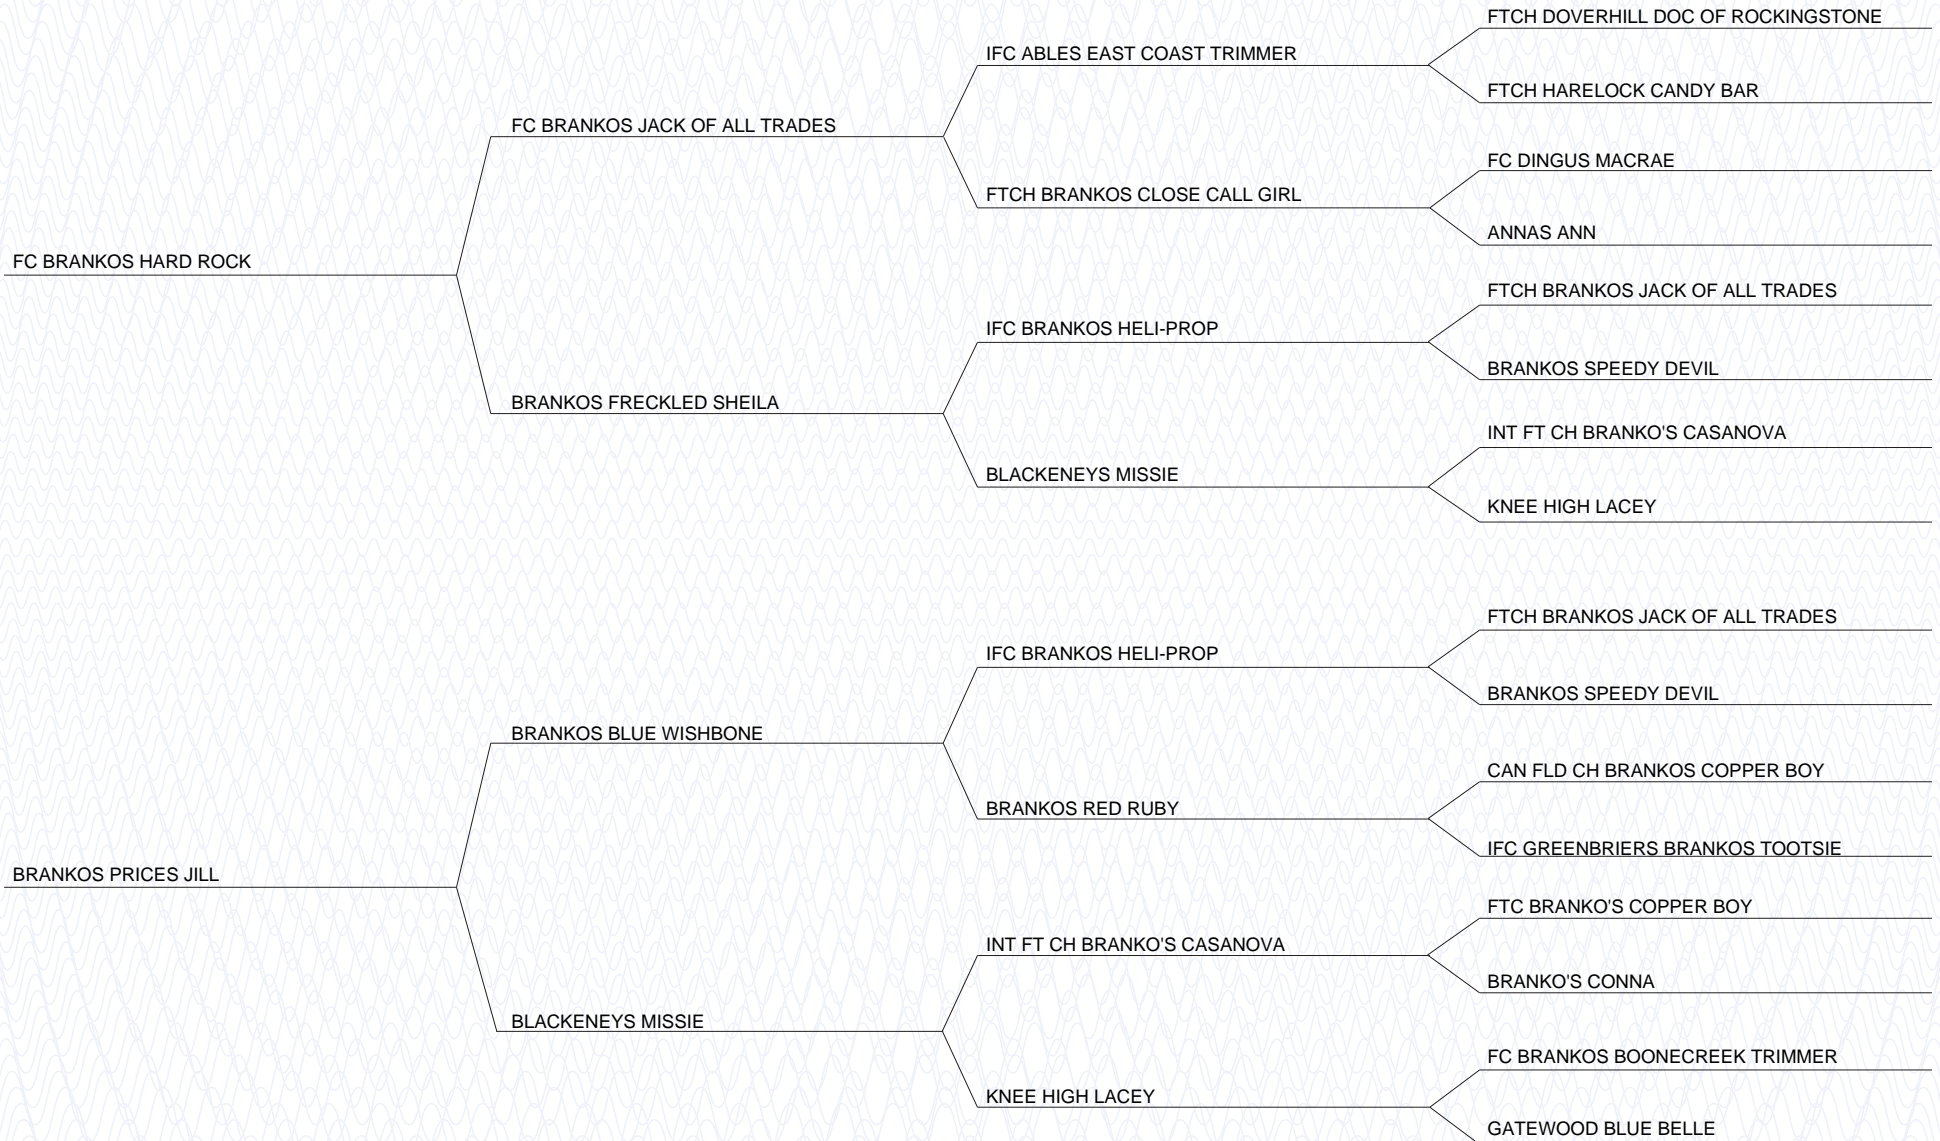 FTCH DOVERHILL DOC OF ROCKINGSTONE
IFC ABLES EAST COAST TRIMMER
FTCH HARELOCK CANDY BAR
FC BRANKOS JACK OF ALL TRADES
FC DINGUS MACRAE
FTCH BRANKOS CLOSE CALL GIRL
ANNAS ANN
FC BRANKOS HARD ROCK
FTCH BRANKOS JACK OF ALL TRADES
IFC BRANKOS HELI-PROP
BRANKOS SPEEDY DEVIL
BRANKOS FRECKLED SHEILA
INT FT CH BRANKO'S CASANOVA
BLACKENEYS MISSIE
KNEE HIGH LACEY
FTCH BRANKOS JACK OF ALL TRADES
IFC BRANKOS HELI-PROP
BRANKOS SPEEDY DEVIL
BRANKOS BLUE WISHBONE
CAN FLD CH BRANKOS COPPER BOY
BRANKOS RED RUBY
IFC GREENBRIERS BRANKOS TOOTSIE
BRANKOS PRICES JILL
FTC BRANKO'S COPPER BOY
INT FT CH BRANKO'S CASANOVA
BRANKO'S CONNA
BLACKENEYS MISSIE
FC BRANKOS BOONECREEK TRIMMER
KNEE HIGH LACEY
GATEWOOD BLUE BELLE